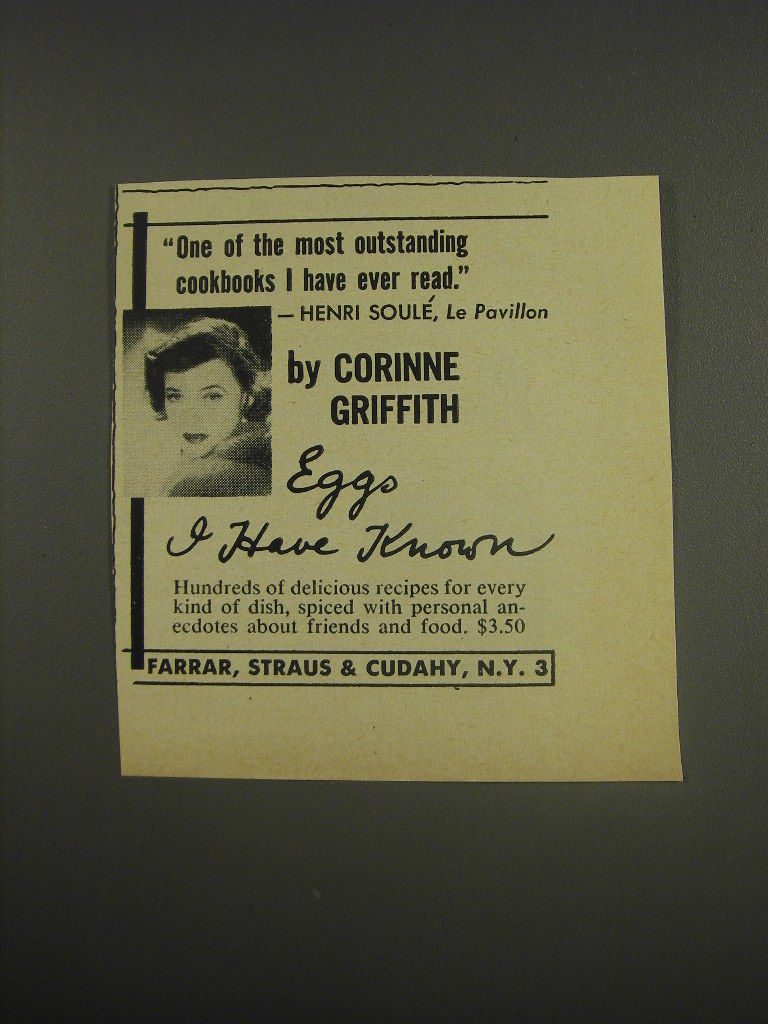 “One of the most outstanding
cookbooks I have ever read.”
— HENRI SOULÉ, Le Pavillon
by CORINNE
GRIFFITH
Eggs
I Have Known
Hundreds of delicious recipes for every
kind of dish, spiced with personal an-
ecdotes about friends and food. $3.50
FARRAR, STRAUS & CUDAHY, N.Y. 3